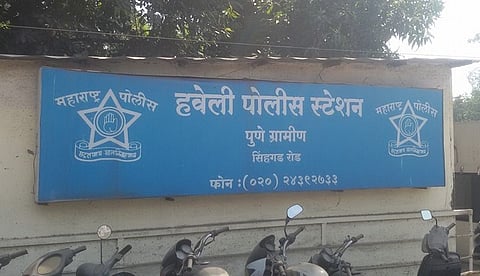 महाराष्ट्र पोलीस
हवेली पोलीस स्टेशन
पुणे ग्रामीण
सिंहगड रोड
फोन : (०२०) २४३९२७३३
महाराष्ट्र पोलीस